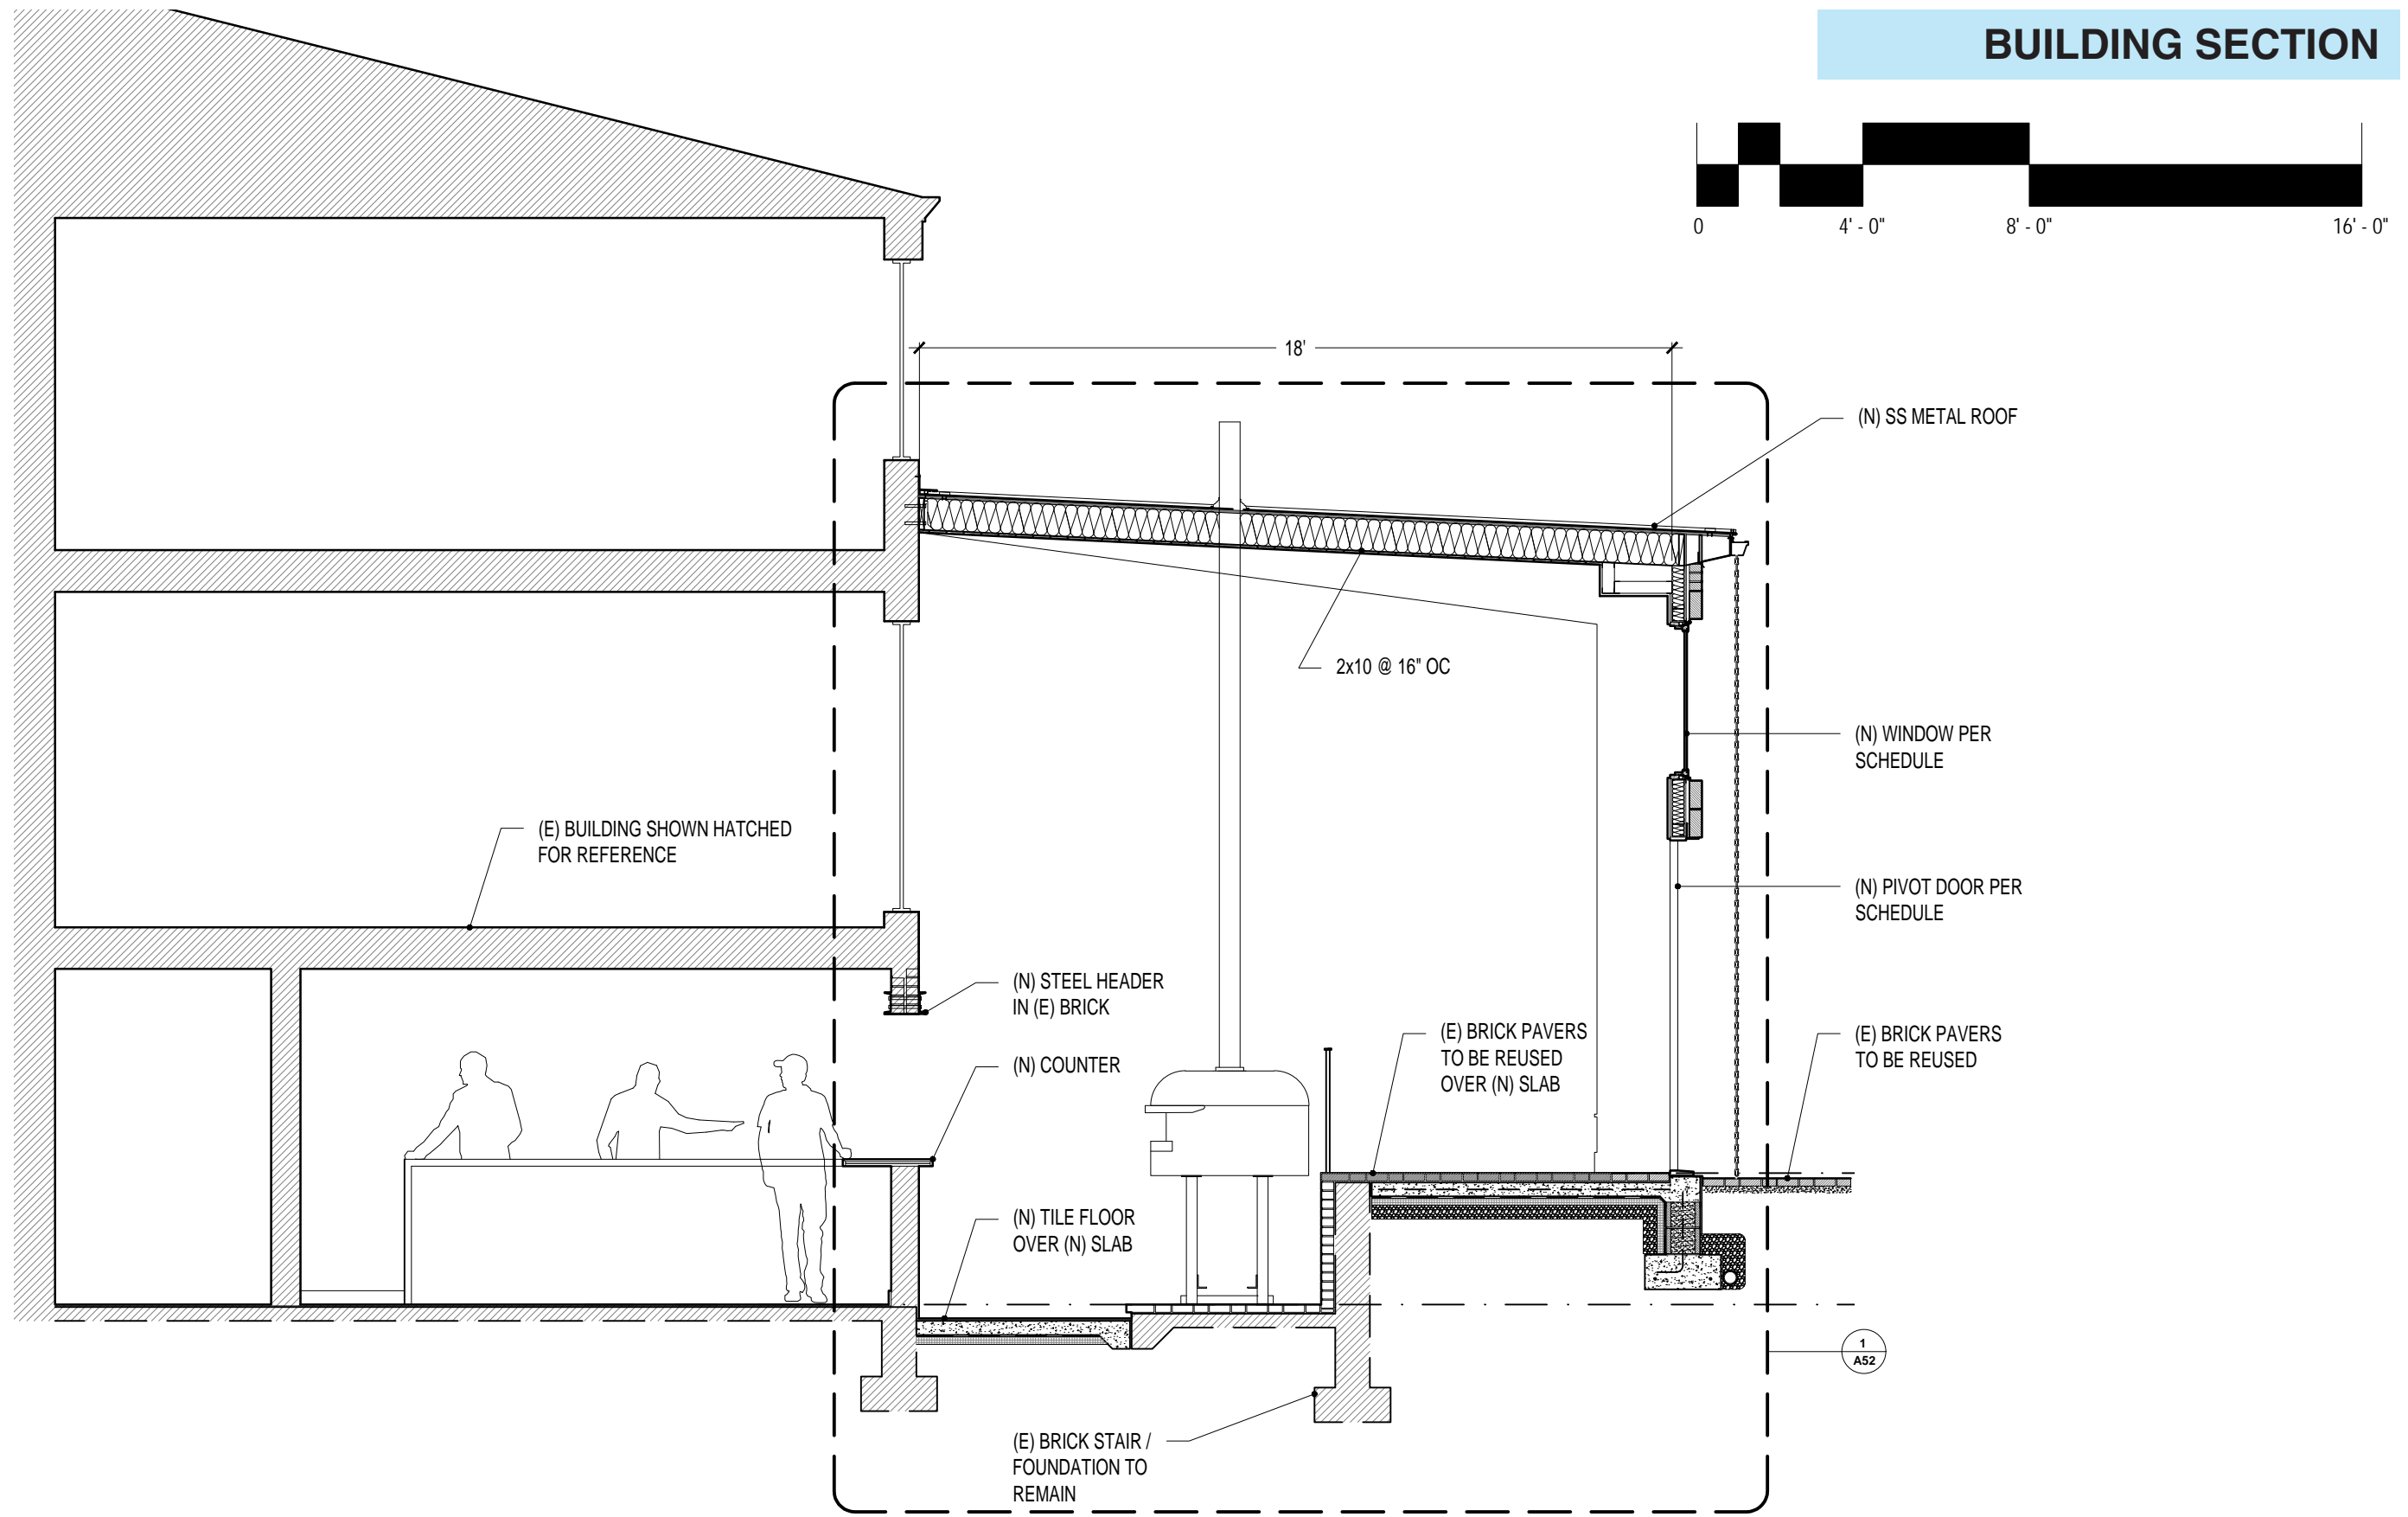 BUILDING SECTION
0
4' - 0"
8' - 0"
16' - 0"
18'
(N) SS METAL ROOF
2x10 @ 16" OC
(N) WINDOW PER
SCHEDULE
(E) BUILDING SHOWN HATCHED
FOR REFERENCE
(N) PIVOT DOOR PER
SCHEDULE
(N) STEEL HEADER
IN (E) BRICK
(N) COUNTER
(E) BRICK PAVERS
TO BE REUSED
OVER (N) SLAB
(E) BRICK PAVERS
TO BE REUSED
(N) TILE FLOOR
OVER (N) SLAB
1
A52
(E) BRICK STAIR /
FOUNDATION TO
REMAIN